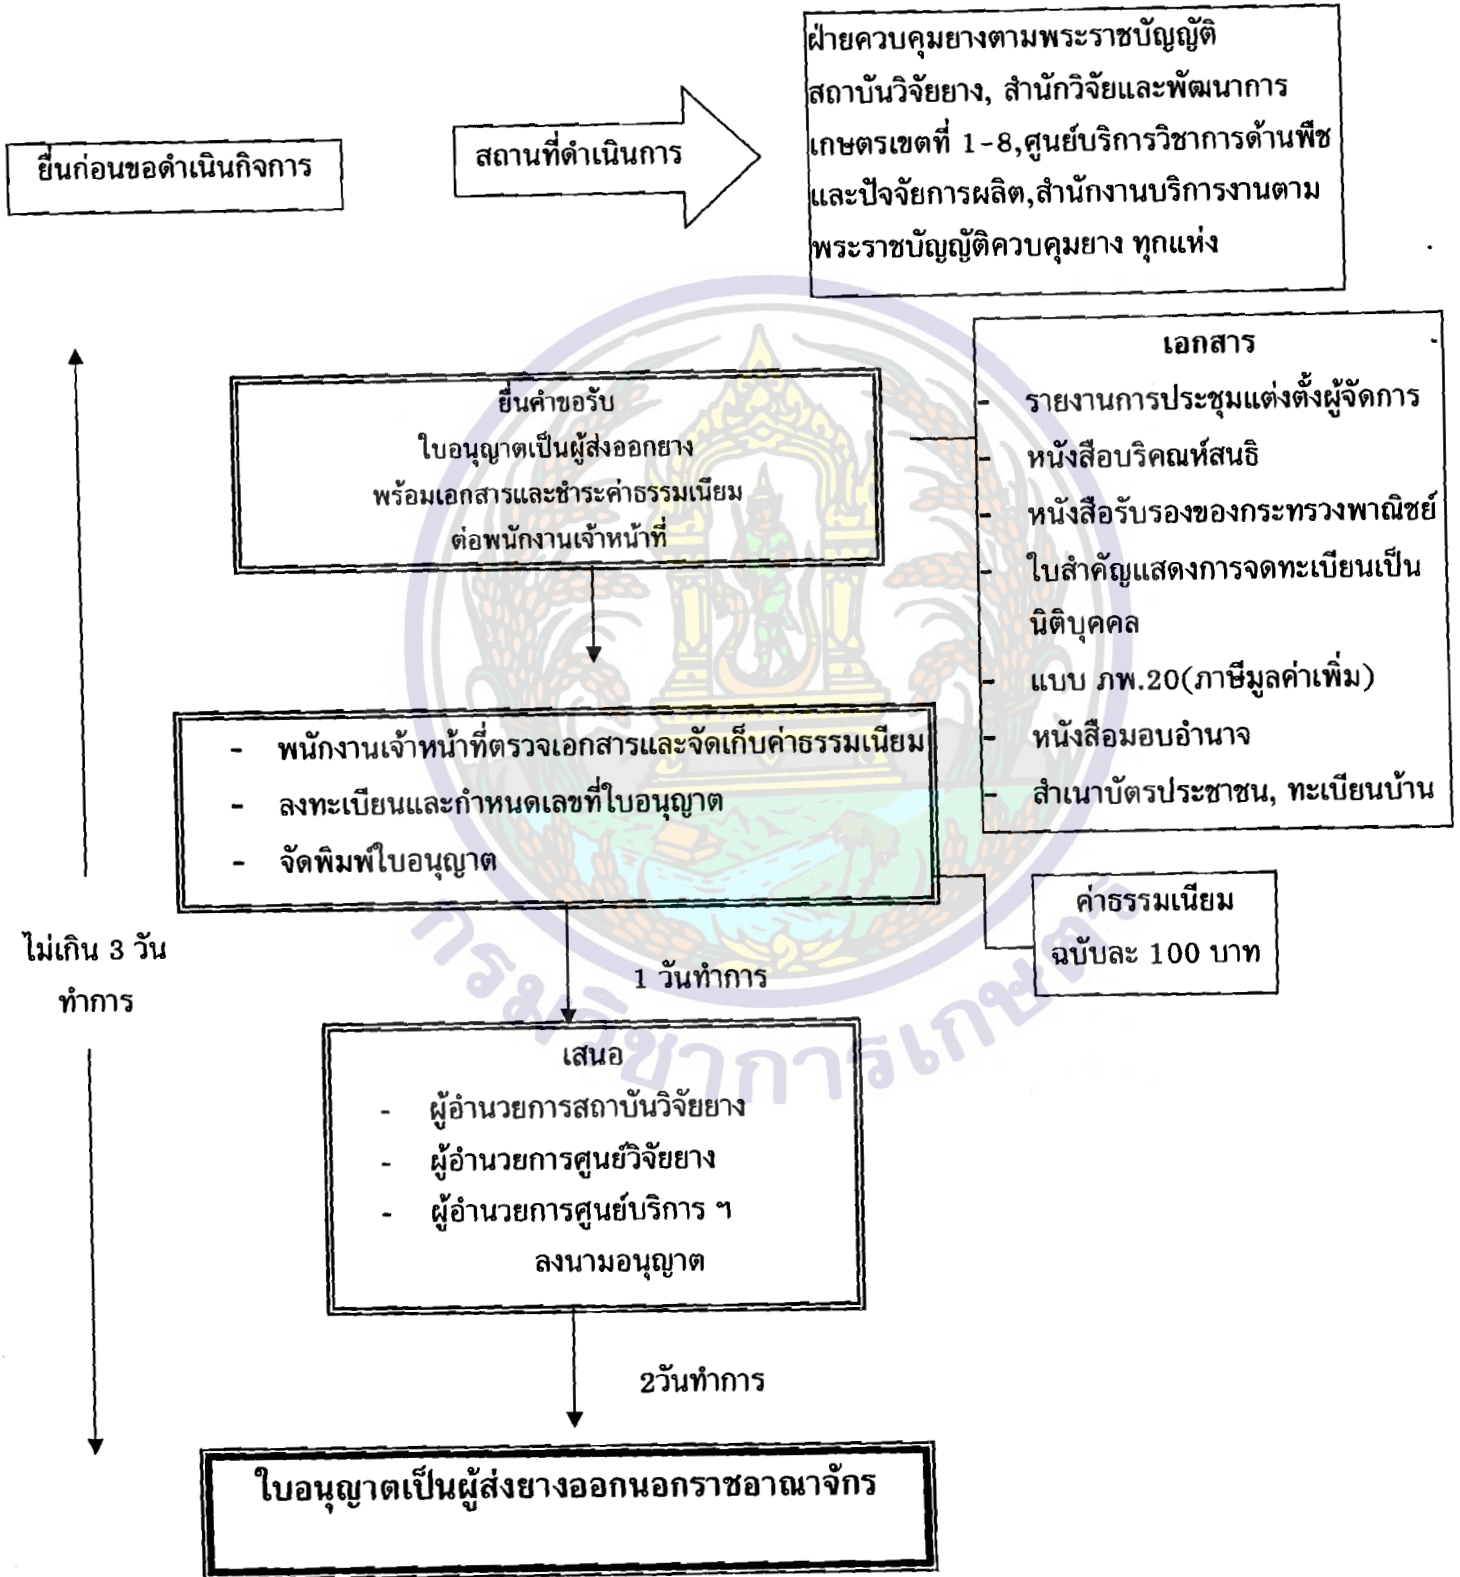 ฝ่ายควบคุมยางตามพระราชบัญญัติ
สถาบันวิจัยยาง, สำนักวิจัยและพัฒนาการ
เกษตรเขตที่ 1-8,ศูนย์บริการวิชาการด้านพืช
และปัจจัยการผลิต,สำนักงานบริการงานตาม
พระราชบัญญัติควบคุมยาง ทุกแห่ง
ยื่นก่อนขอดำเนินกิจการ
สถานที่ดำเนินการ
ยื่นคำขอรับ
ใบอนุญาตเป็นผู้ส่งออกยาง
พร้อมเอกสารและชำระค่าธรรมเนียม
ต่อพนักงานเจ้าหน้าที่
เอกสาร
- รายงานการประชุมแต่งตั้งผู้จัดการ
- หนังสือบริคณห์สนธิ
- หนังสือรับรองของกระทรวงพาณิชย์
- ใบสำคัญแสดงการจดทะเบียนเป็น
นิติบุคคล
- แบบ ภพ.20(ภาษีมูลค่าเพิ่ม)
- หนังสือมอบอำนาจ
- สำเนาบัตรประชาชน, ทะเบียนบ้าน
- พนักงานเจ้าหน้าที่ตรวจเอกสารและจัดเก็บค่าธรรมเนียม
- ลงทะเบียนและกำหนดเลขที่ใบอนุญาต
- จัดพิมพ์ใบอนุญาต
ค่าธรรมเนียม
ฉบับละ 100 บาท
ไม่เกิน 3 วัน
ทำการ
1 วันทำการ
เสนอ
- ผู้อำนวยการสถาบันวิจัยยาง
- ผู้อำนวยการศูนย์วิจัยยาง
- ผู้อำนวยการศูนย์บริการ ฯ
ลงนามอนุญาต
2วันทำการ
ใบอนุญาตเป็นผู้ส่งยางออกนอกราชอาณาจักร
กรมวิชาการเกษตร